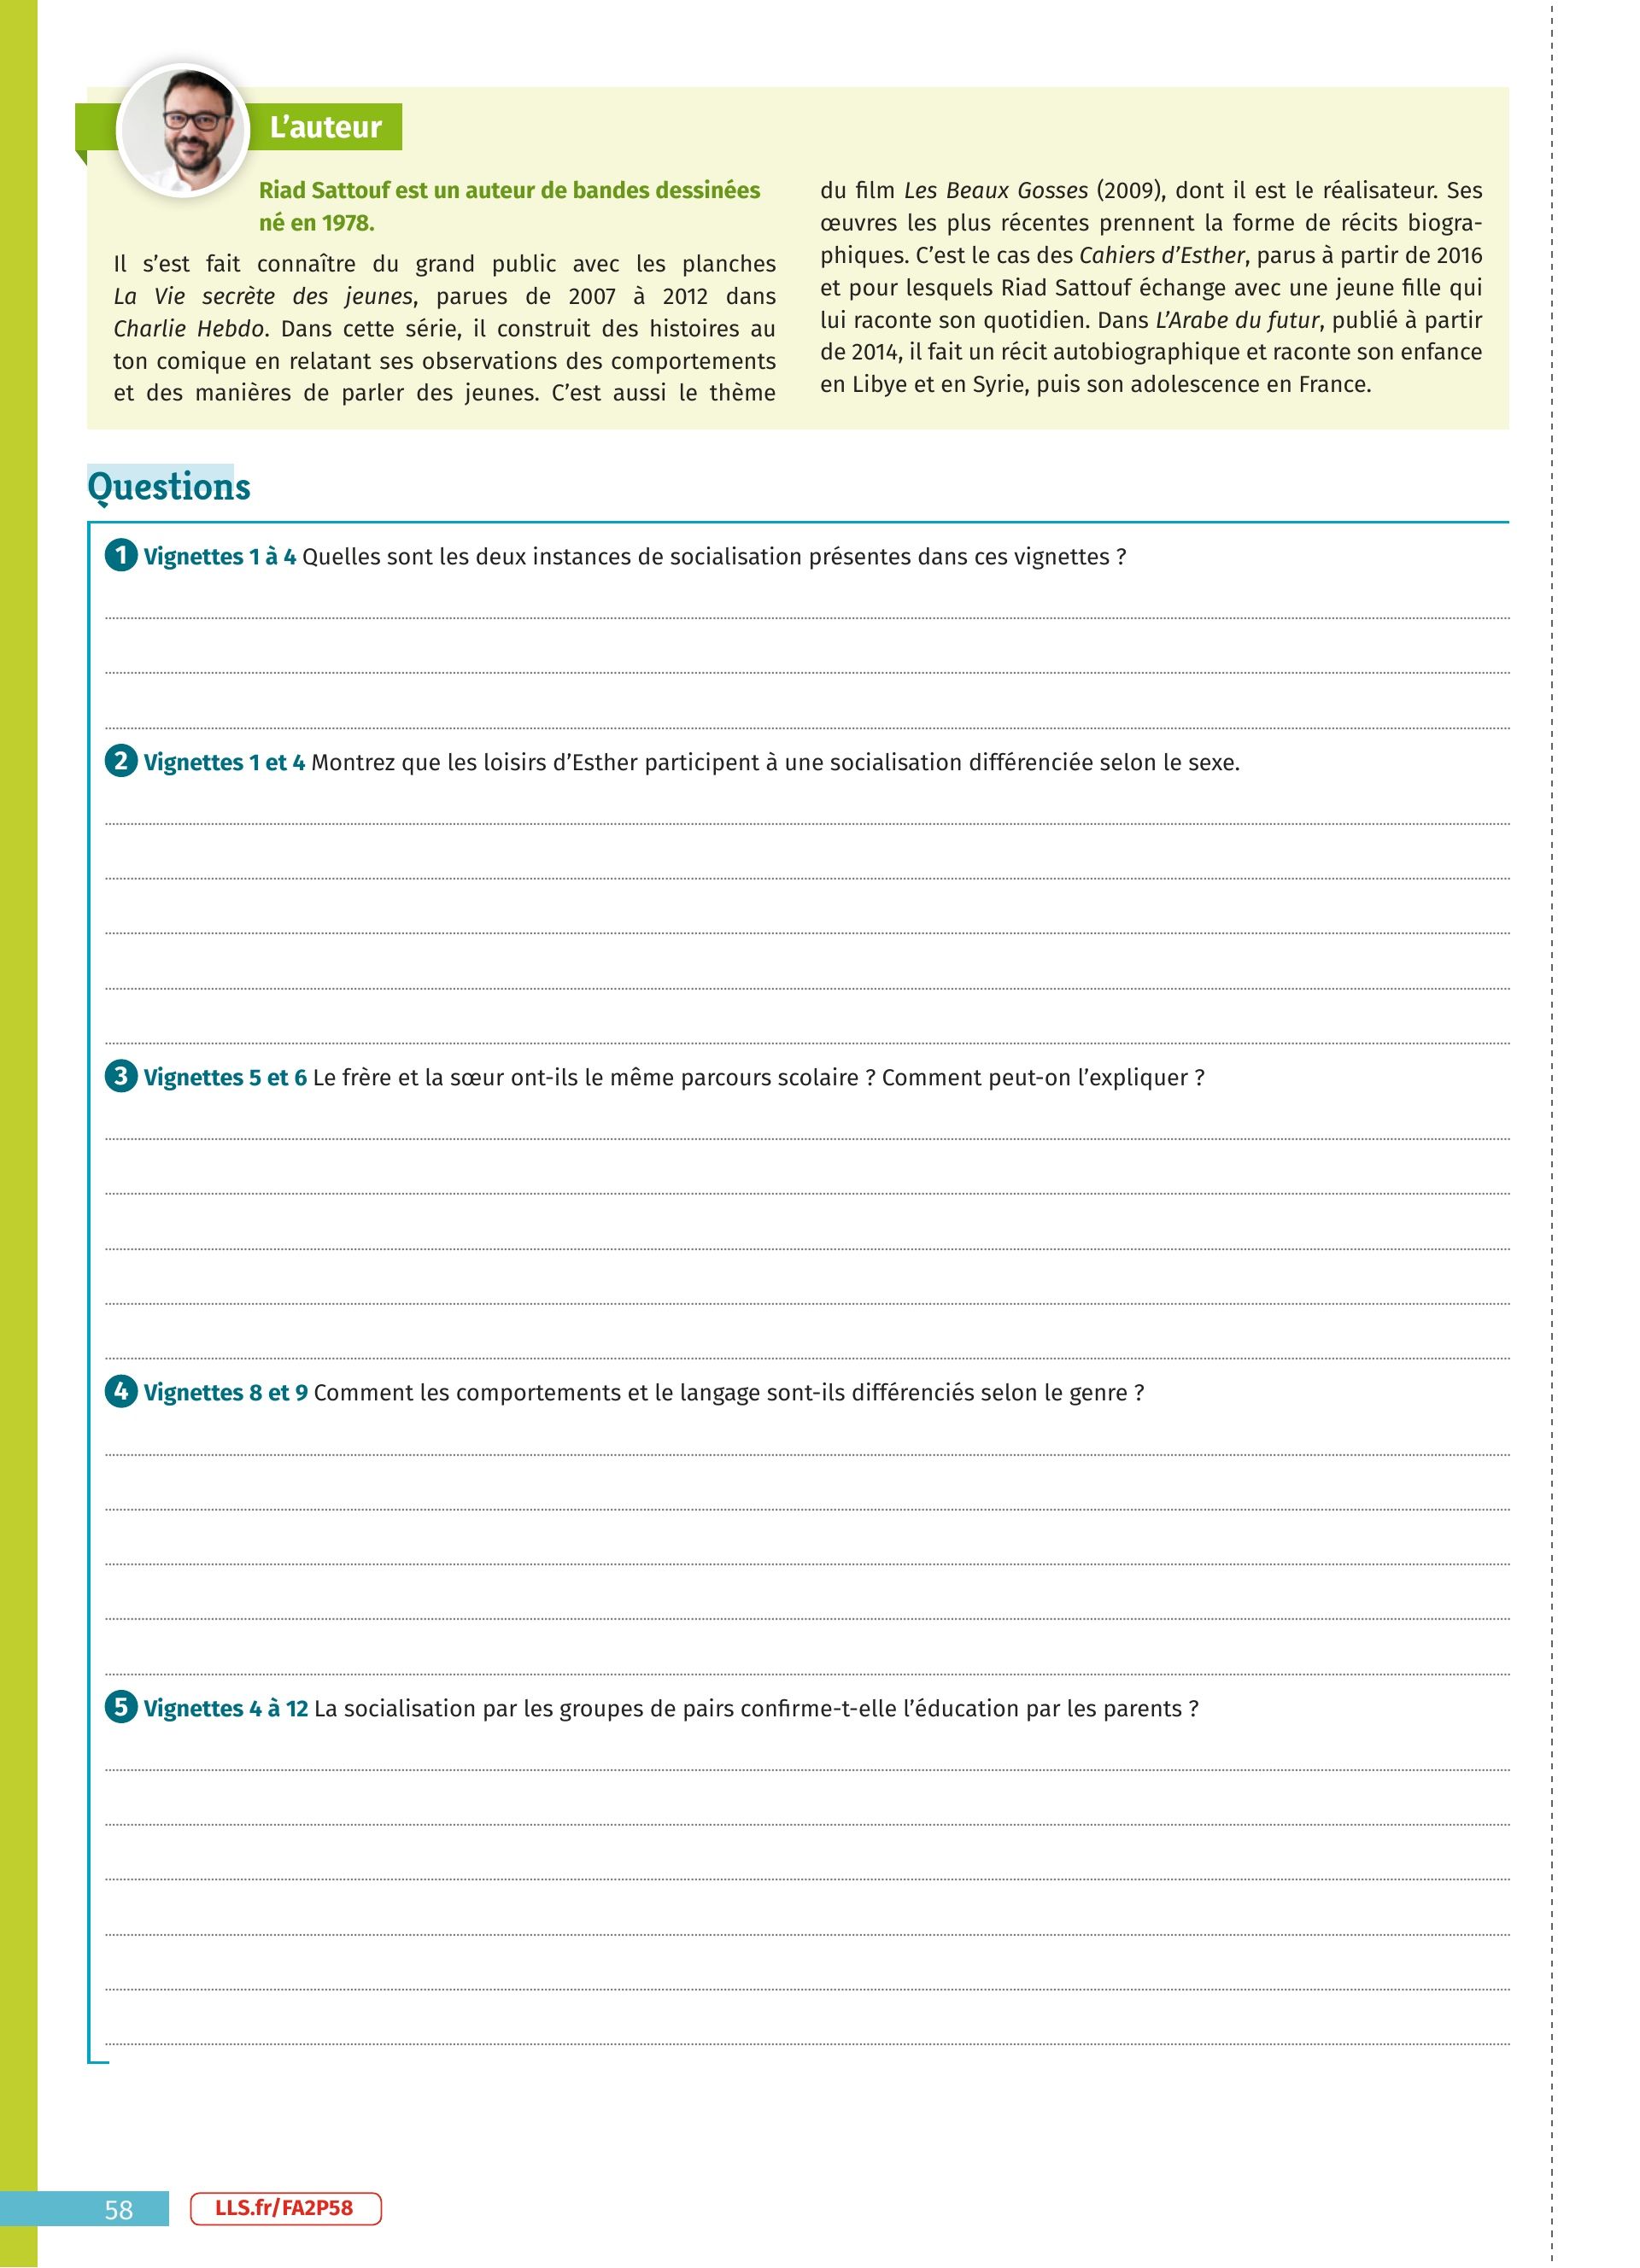 L’auteur
Riad Sattouf est un auteur de bandes dessinées
né en 1978.
Il s’est fait connaître du grand public avec les planches
La Vie secrète des jeunes, parues de 2007 à 2012 dans
Charlie Hebdo. Dans cette série, il construit des histoires au
ton comique en relatant ses observations des comportements
et des manières de parler des jeunes. C’est aussi le thème
du film Les Beaux Gosses (2009), dont il est le réalisateur. Ses
œuvres les plus récentes prennent la forme de récits biogra-
phiques. C’est le cas des Cahiers d’Esther, parus à partir de 2016
et pour lesquels Riad Sattouf échange avec une jeune fille qui
lui raconte son quotidien. Dans L’Arabe du futur, publié à partir
de 2014, il fait un récit autobiographique et raconte son enfance
en Libye et en Syrie, puis son adolescence en France.
Questions
1 Vignettes 1 à 4 Quelles sont les deux instances de socialisation présentes dans ces vignettes ?
2 Vignettes 1 et 4 Montrez que les loisirs d’Esther participent à une socialisation différenciée selon le sexe.
3 Vignettes 5 et 6 Le frère et la sœur ont-ils le même parcours scolaire ? Comment peut-on l’expliquer ?
4 Vignettes 8 et 9 Comment les comportements et le langage sont-ils différenciés selon le genre ?
5 Vignettes 4 à 12 La socialisation par les groupes de pairs confirme-t-elle l’éducation par les parents ?
58
LLS.fr/FA2P58